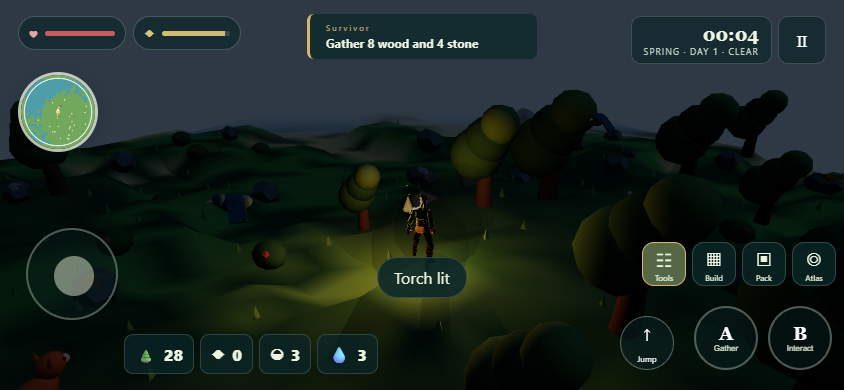 Survivor
Gather 8 wood and 4 stone
00:04
SPRING · DAY 1 · CLEAR
II
Torch lit
Tools
Build
Pack
Atlas
28
0
3
3
↑
Jump
A
Gather
B
Interact